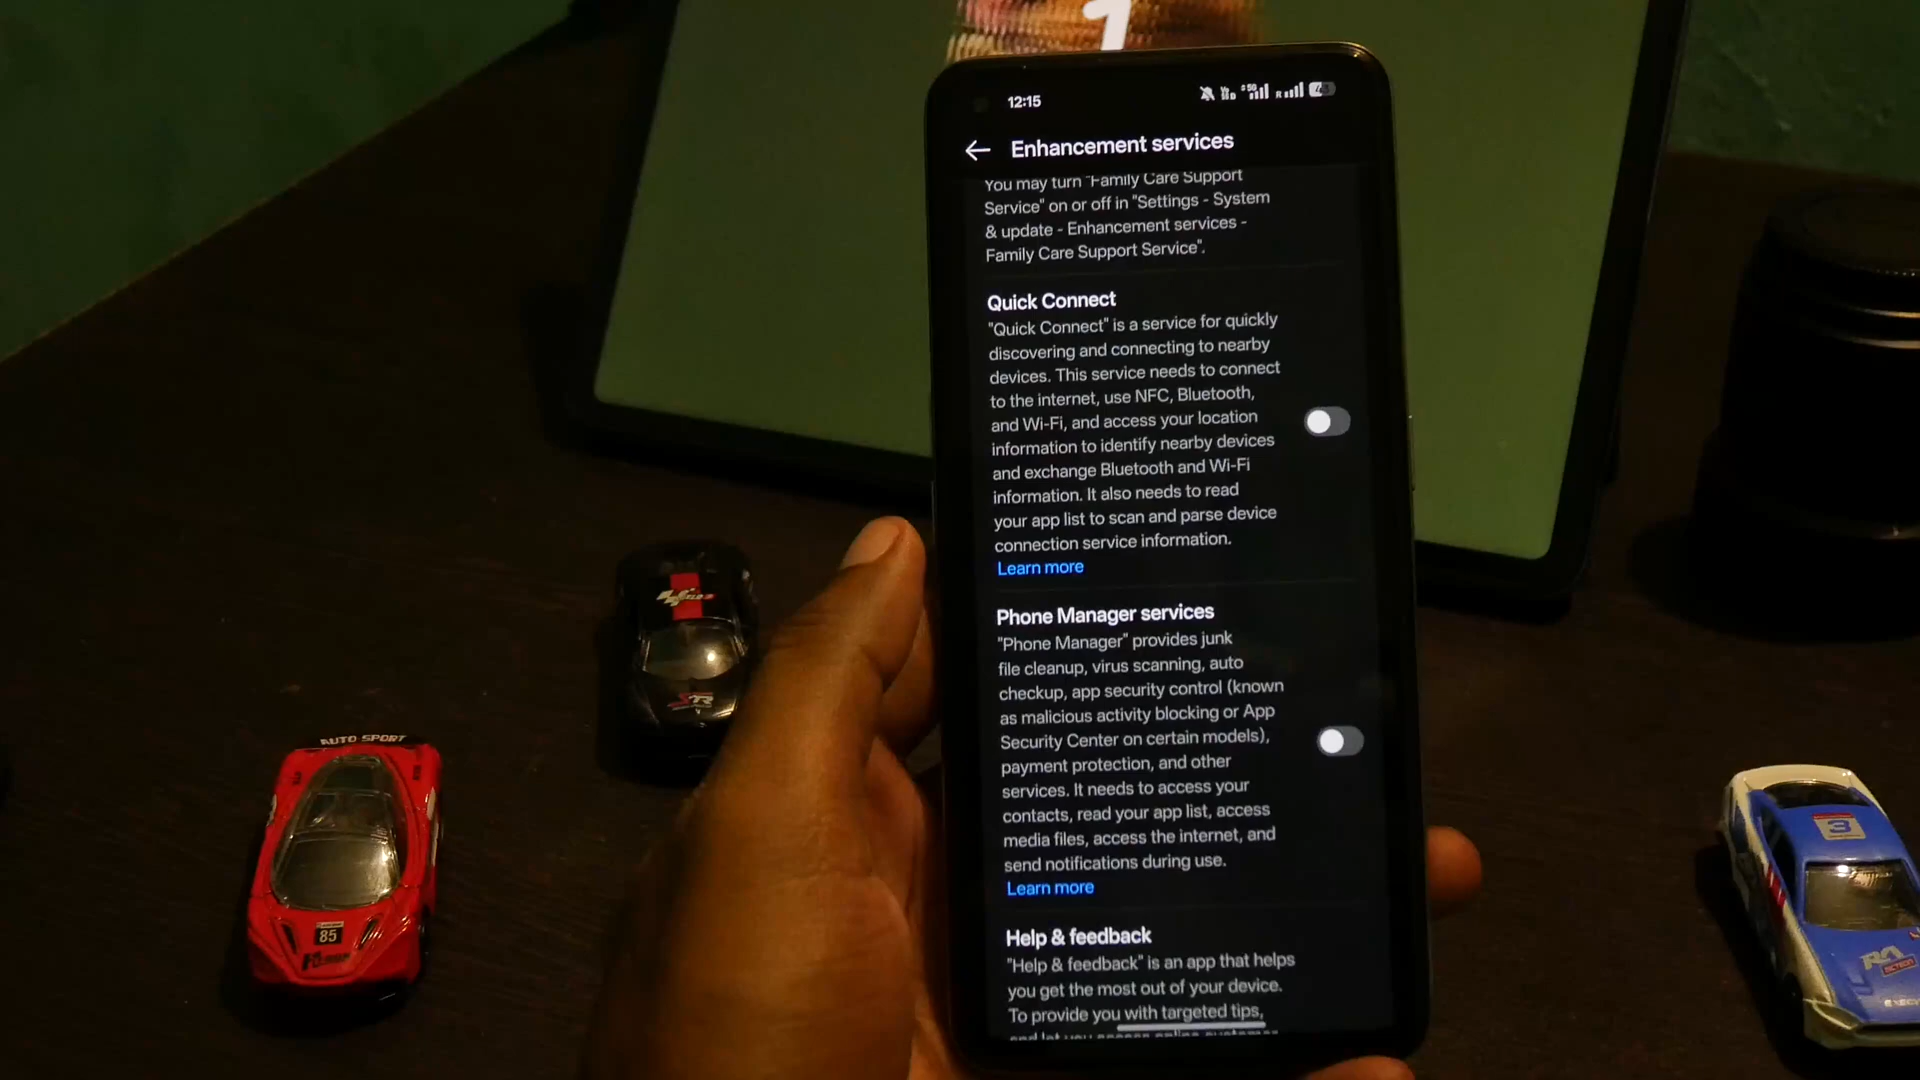 1
12:15
Enhancement services
You may turn "Family Care Support
Service" on or off in "Settings - System
& update - Enhancement services -
Family Care Support Service".
Quick Connect
"Quick Connect" is a service for quickly
discovering and connecting to nearby
devices. This service needs to connect
to the internet, use NFC, Bluetooth,
and Wi-Fi, and access your location
information to identify nearby devices
and exchange Bluetooth and Wi-Fi
information. It also needs to read
your app list to scan and parse device
connection service information.
Learn more
Phone Manager services
"Phone Manager" provides junk
file cleanup, virus scanning, auto
checkup, app security control (known
as malicious activity blocking or App
Security Center on certain models),
payment protection, and other
services. It needs to access your
contacts, read your app list, access
media files, access the internet, and
send notifications during use.
Learn more
Help & feedback
"Help & feedback" is an app that helps
you get the most out of your device.
To provide you with targeted tips,
AUTO SPORT
85
3